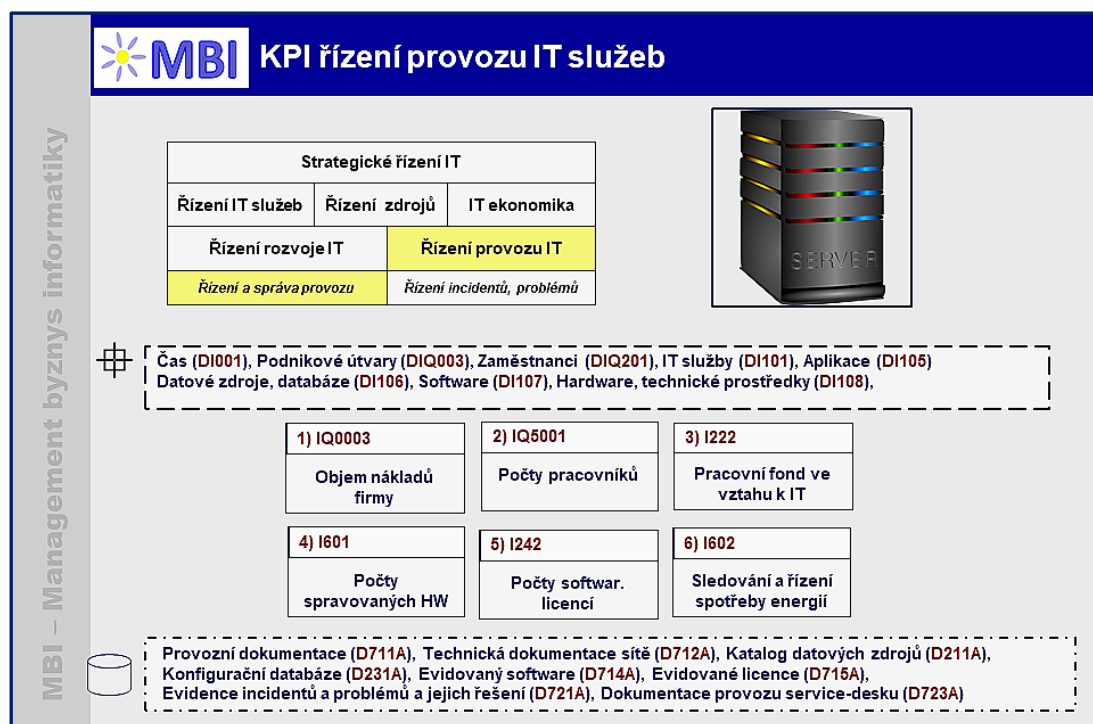 MBI
KPI řízení provozu IT služeb
MBI – Management byznys informatiky
Strategické řízení IT
Řízení IT služeb
Řízení zdrojů
IT ekonomika
Řízení rozvoje IT
Řízení provozu IT
Řízení a správa provozu
Řízení incidentů, problémů
SERVER
Čas (DI001), Podnikové útvary (DIQ003), Zaměstnanci (DIQ201), IT služby (DI101), Aplikace (DI105)
Datové zdroje, databáze (DI106), Software (DI107), Hardware, technické prostředky (DI108),
1) IQ0003
Objem nákladů
firmy
2) IQ5001
Počty pracovníků
3) I222
Pracovní fond ve
vztahu k IT
4) I601
Počty
spravovaných HW
5) I242
Počty softwar.
licencí
6) I602
Sledování a řízení
spotřeby energií
Provozní dokumentace (D711A), Technická dokumentace sítě (D712A), Katalog datových zdrojů (D211A),
Konfigurační databáze (D231A), Evidovaný software (D714A), Evidované licence (D715A),
Evidence incidentů a problémů a jejich řešení (D721A), Dokumentace provozu service-desku (D723A)